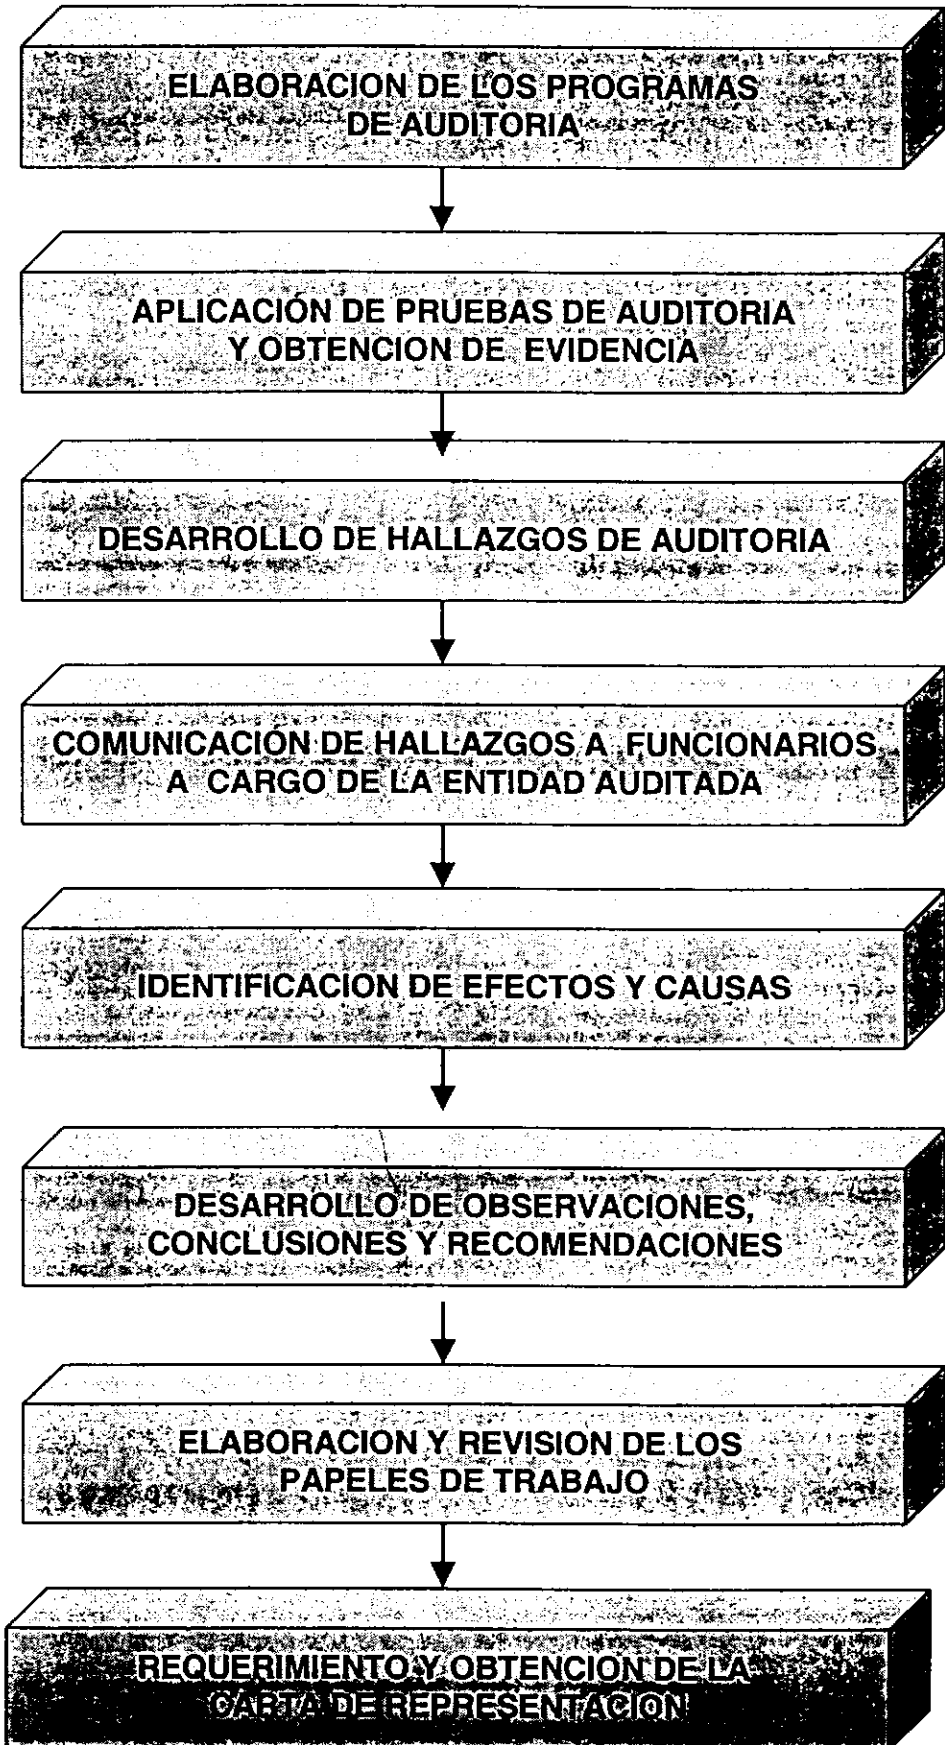 ELABORACION DE LOS PROGRAMAS
DE AUDITORIA
APLICACIÓN DE PRUEBAS DE AUDITORIA
Y OBTENCION DE EVIDENCIA
DESARROLLO DE HALLAZGOS DE AUDITORIA
COMUNICACIÓN DE HALLAZGOS A FUNCIONARIOS
A CARGO DE LA ENTIDAD AUDITADA
IDENTIFICACION DE EFECTOS Y CAUSAS
DESARROLLO DE OBSERVACIONES,
CONCLUSIONES Y RECOMENDACIONES
ELABORACION Y REVISION DE LOS
PAPELES DE TRABAJO
REQUERIMIENTO Y OBTENCION DE LA
CARTA DE REPRESENTACION